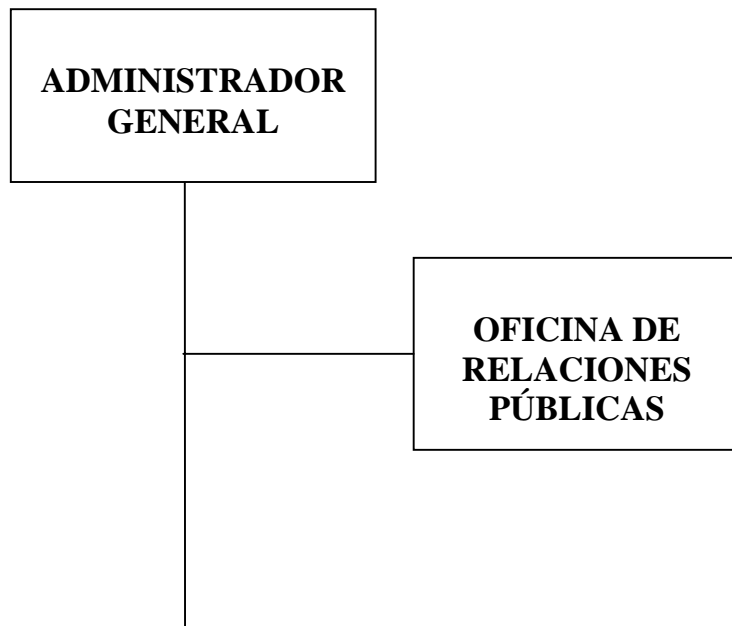 ADMINISTRADOR
GENERAL
OFICINA DE
RELACIONES
PÚBLICAS